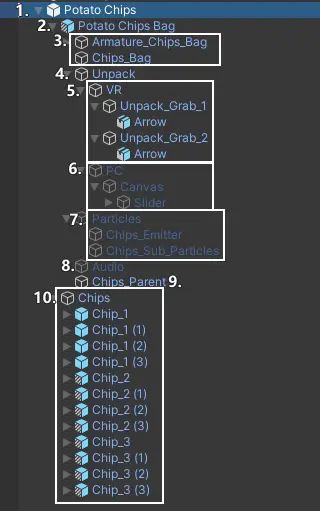 1. Potato Chips
2. Potato Chips Bag
3. Armature_Chips_Bag
Chips_Bag
4. Unpack
5. VR
Unpack_Grab_1
Arrow
Unpack_Grab_2
Arrow
6. PC
Canvas
Slider
7. Particles
Chips_Emitter
Chips_Sub_Particles
8. Audio
Chips_Parent 9.
10. Chips
Chip_1
Chip_1 (1)
Chip_1 (2)
Chip_1 (3)
Chip_2
Chip_2 (1)
Chip_2 (2)
Chip_2 (3)
Chip_3
Chip_3 (1)
Chip_3 (2)
Chip_3 (3)